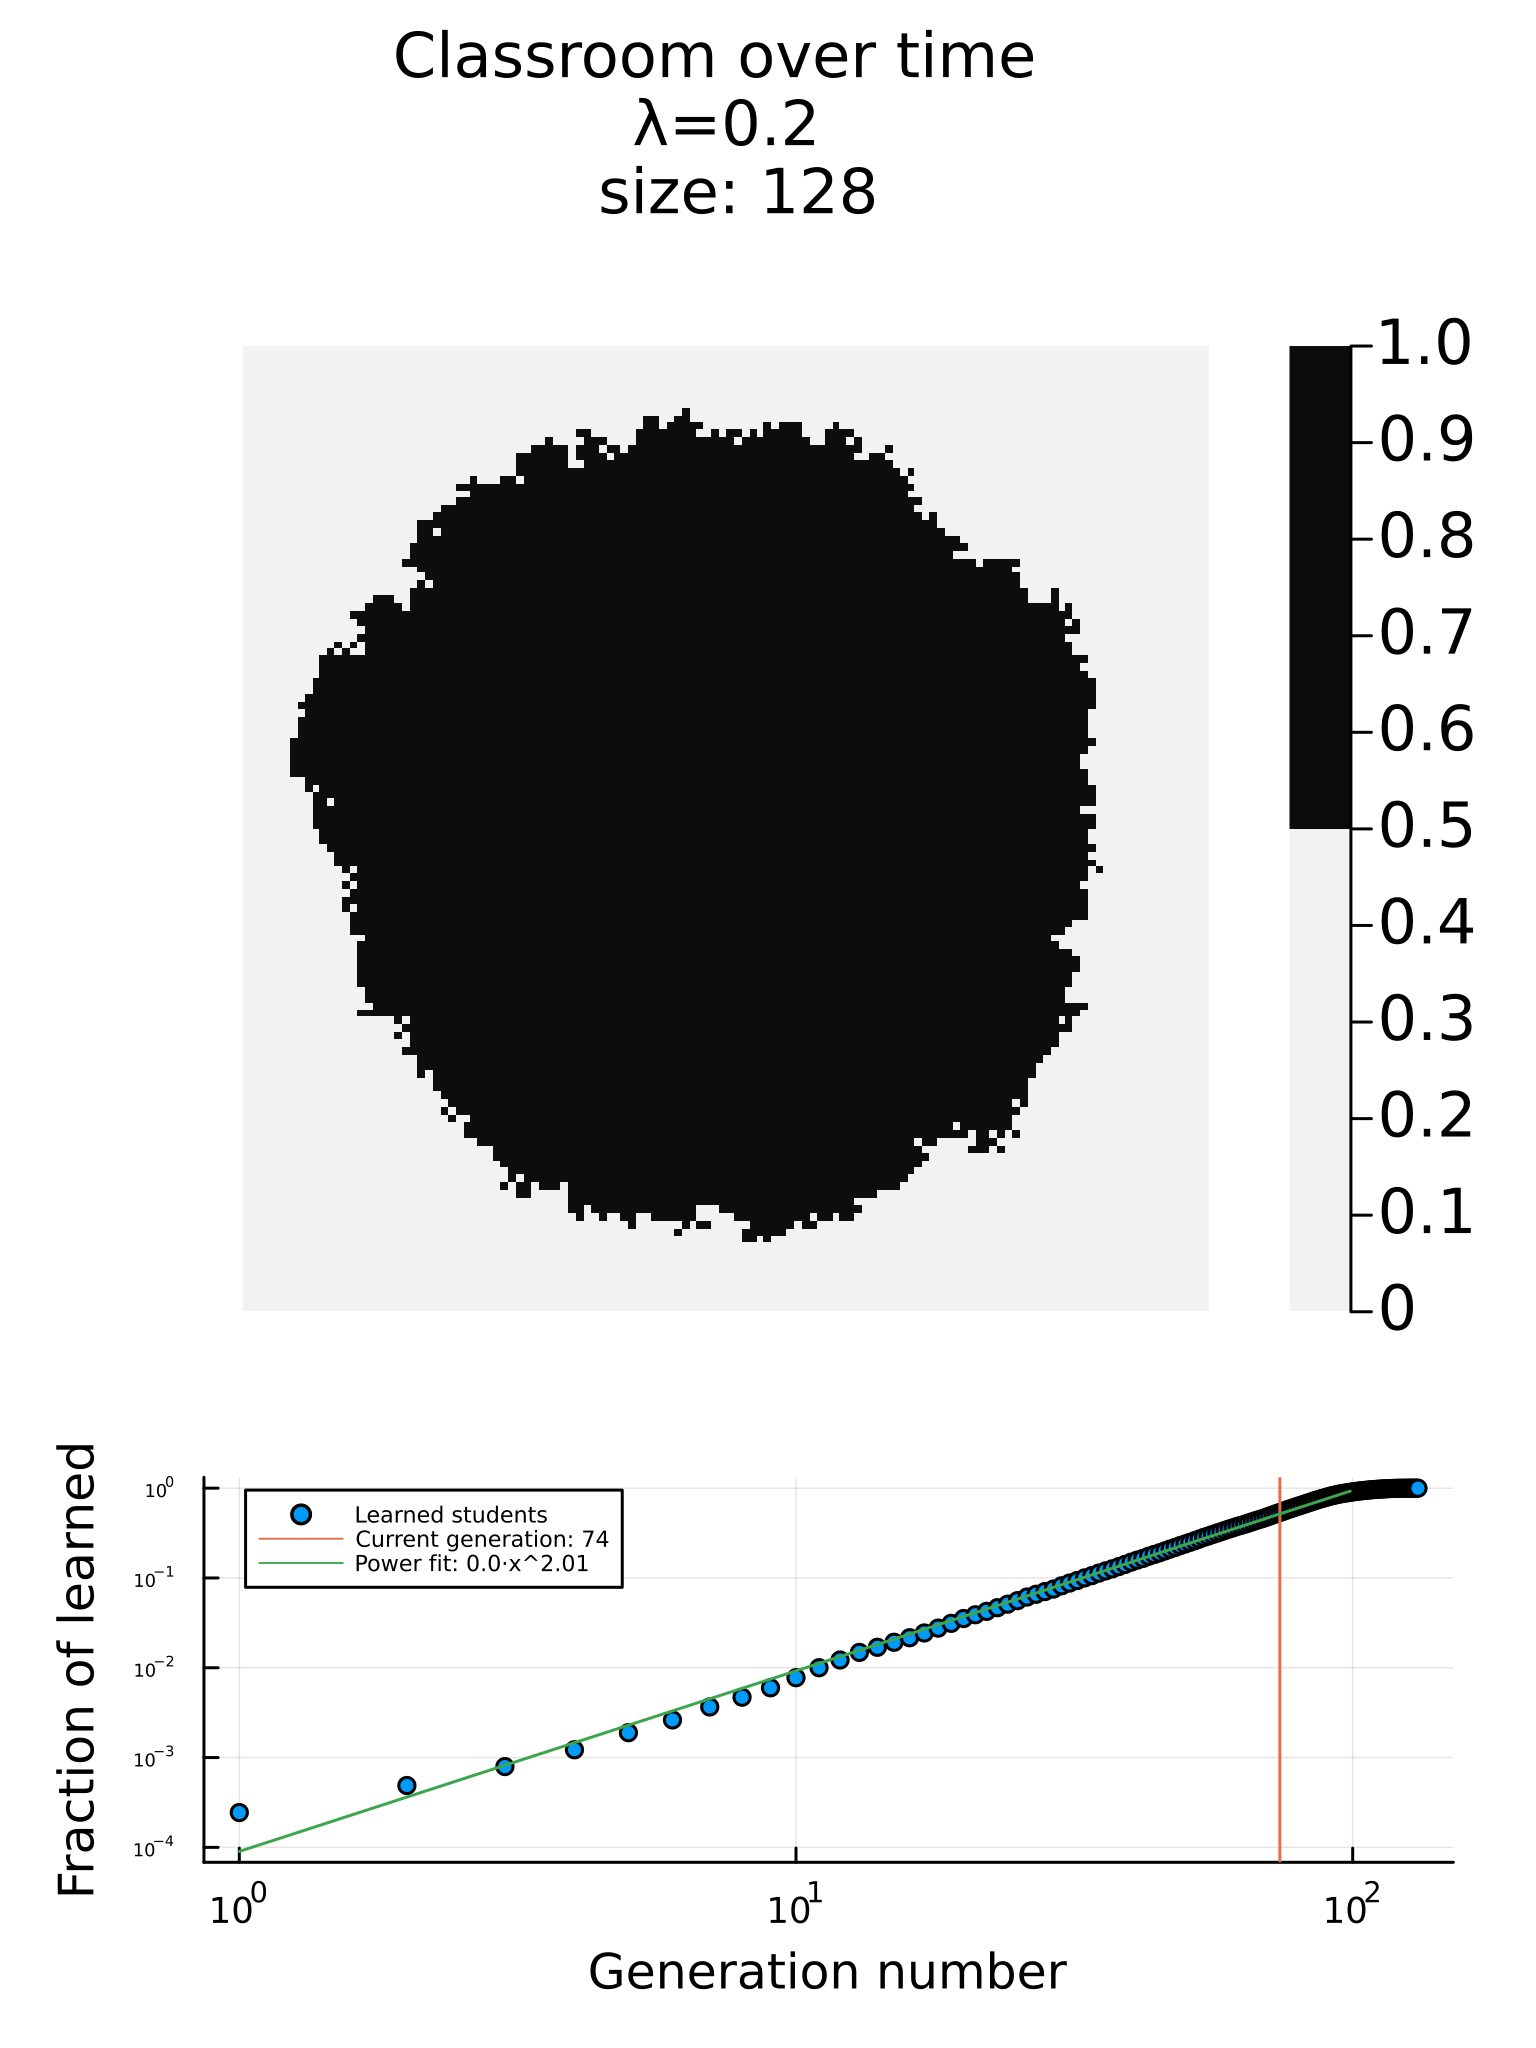 Classroom over time
λ=0.2
size: 128
1.0
0.9
0.8
0.7
0.6
0.5
0.4
0.3
0.2
0.1
0
Fraction of learned
10^0
10^-1
10^-2
10^-3
10^-4
Learned students
Current generation: 74
Power fit: 0.0·x^2.01
10^0 10^1 10^2
Generation number